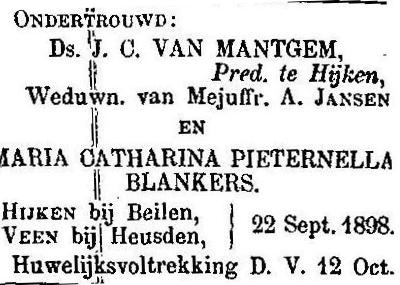 ONDERTROUWD:
Ds. J. C. VAN MANTGEM,
Pred. te Hijken,
Weduwn. van Mejuffr. A. JANSEN
EN
MARIA CATHARINA PIETERNELLA
BLANKERS.
HIJKEN bij Beilen,
VEEN bij Heusden,
22 Sept. 1898.
Huwelijksvoltrekking D. V. 12 Oct.